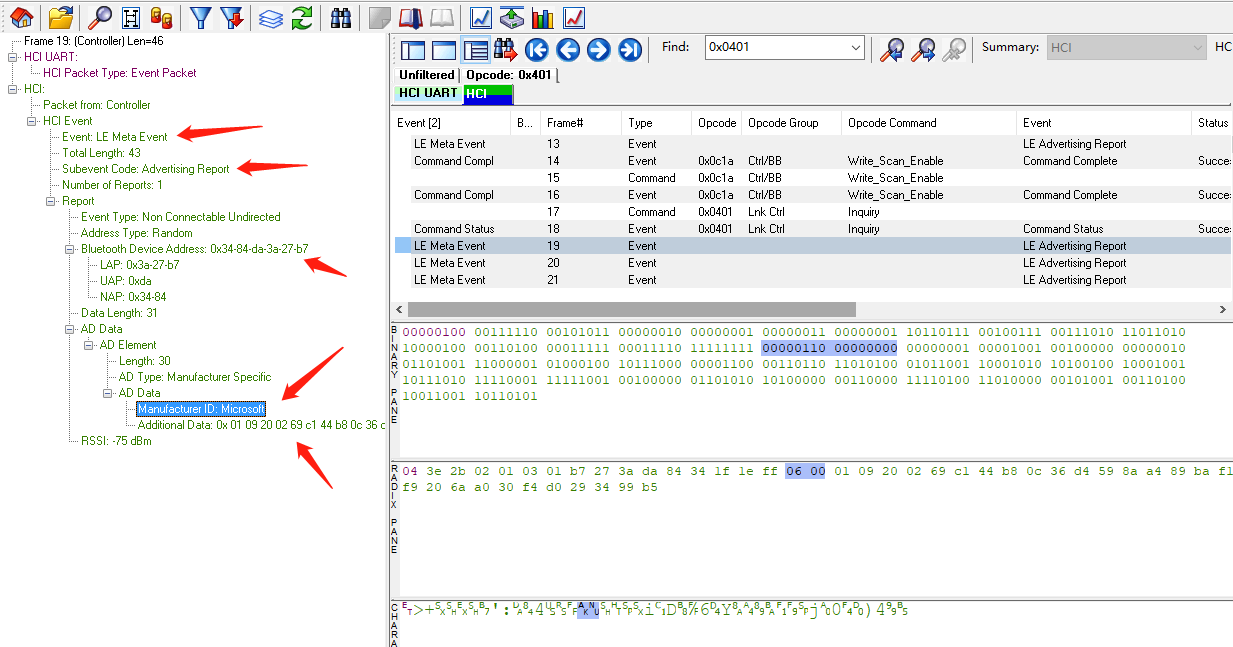 Frame 19: (Controller) Len=46
HCI UART:
HCI Packet Type: Event Packet
HCI:
Packet from: Controller
HCI Event
Event: LE Meta Event
Total Length: 43
Subevent Code: Advertising Report
Number of Reports: 1
Report
Event Type: Non Connectable Undirected
Address Type: Random
Bluetooth Device Address: 0x34-84-da-3a-27-b7
LAP: 0x3a-27-b7
UAP: 0xda
NAP: 0x34-84
Data Length: 31
AD Data
AD Element
Length: 30
AD Type: Manufacturer Specific
AD Data
Manufacturer ID: Microsoft
Additional Data: 0x 01 09 20 02 69 c1 44 b8 0c 36 c
RSSI: -75 dBm
Find: 0x0401 Summary: HCI HC
Unfiltered Opcode: 0x401
HCI UART HCI
Event [2] B... Frame# Type Opcode Opcode Group Opcode Command Event Status
LE Meta Event 13 Event LE Advertising Report
Command Compl 14 Event 0x0c1a Ctrl/BB Write_Scan_Enable Command Complete Succe
15 Command 0x0c1a Ctrl/BB Write_Scan_Enable
Command Compl 16 Event 0x0c1a Ctrl/BB Write_Scan_Enable Command Complete Succe
17 Command 0x0401 Lnk Ctrl Inquiry
Command Status 18 Event 0x0401 Lnk Ctrl Inquiry Command Status Succe
LE Meta Event 19 Event LE Advertising Report
LE Meta Event 20 Event LE Advertising Report
LE Meta Event 21 Event LE Advertising Report
BINARY PANE
00000100 00111110 00101011 00000010 00000001 00000011 00000001 10110111 00100111 00111010 11011010
10000100 00110100 00011111 00011110 11111111 00000110 00000000 00000001 00001001 00100000 00000010
01101001 11000001 01000100 10111000 00001100 00110110 11010100 01011001 10001010 10100100 10001001
10111010 11110001 11111001 00100000 01101010 10100000 00110000 11110100 11010000 00101001 00110100
10011001 10110101
RADIX PANE
04 3e 2b 02 01 03 01 b7 27 3a da 84 34 1f 1e ff 06 00 01 09 20 02 69 c1 44 b8 0c 36 d4 59 8a a4 89 ba f1
f9 20 6a a0 30 f4 d0 29 34 99 b5
CHARA